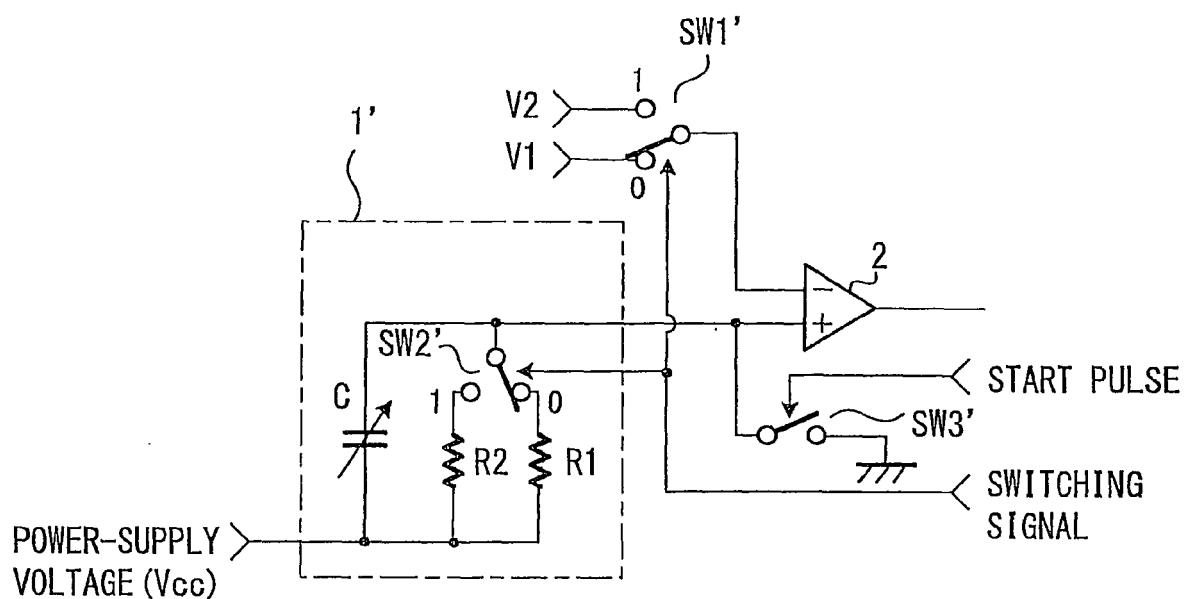 SW1'
1
V2
V1
0
1'
2
−
+
SW2'
START PULSE
C
1
0
SW3'
R2
R1
SWITCHING
SIGNAL
POWER-SUPPLY
VOLTAGE (Vcc)